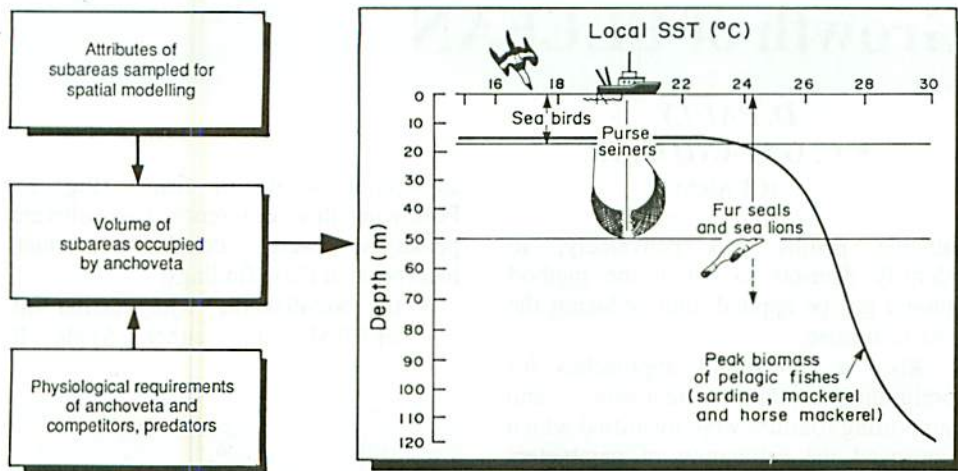 Attributes of
subareas sampled for
spatial modelling
Volume of
subareas occupied
by anchoveta
Physiological requirements
of anchoveta and
competitors, predators
Local SST (°C)
16 18 22 24 26 28 30
0
10
20
30
40
50
60
70
80
90
100
110
120
Depth (m)
Sea birds
Purse
seiners
Fur seals
and sea lions
Peak biomass
of pelagic fishes
(sardine, mackerel
and horse mackerel)